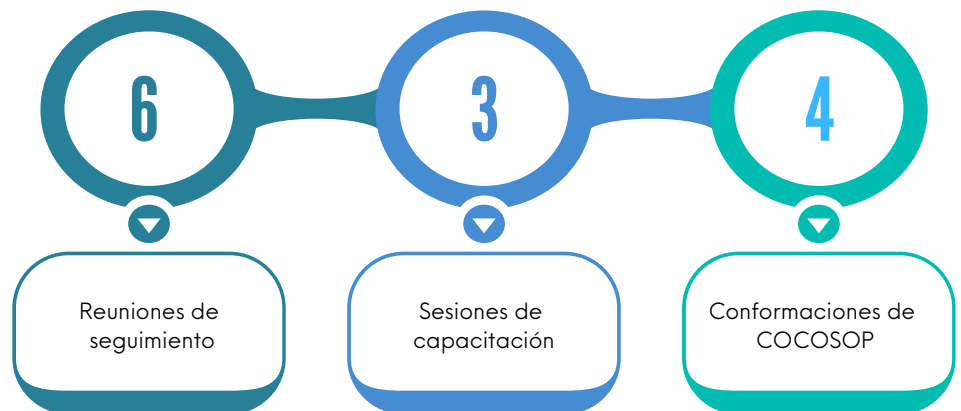 6
3
4
Reuniones de
seguimiento
Sesiones de
capacitación
Conformaciones de
COCOSOP